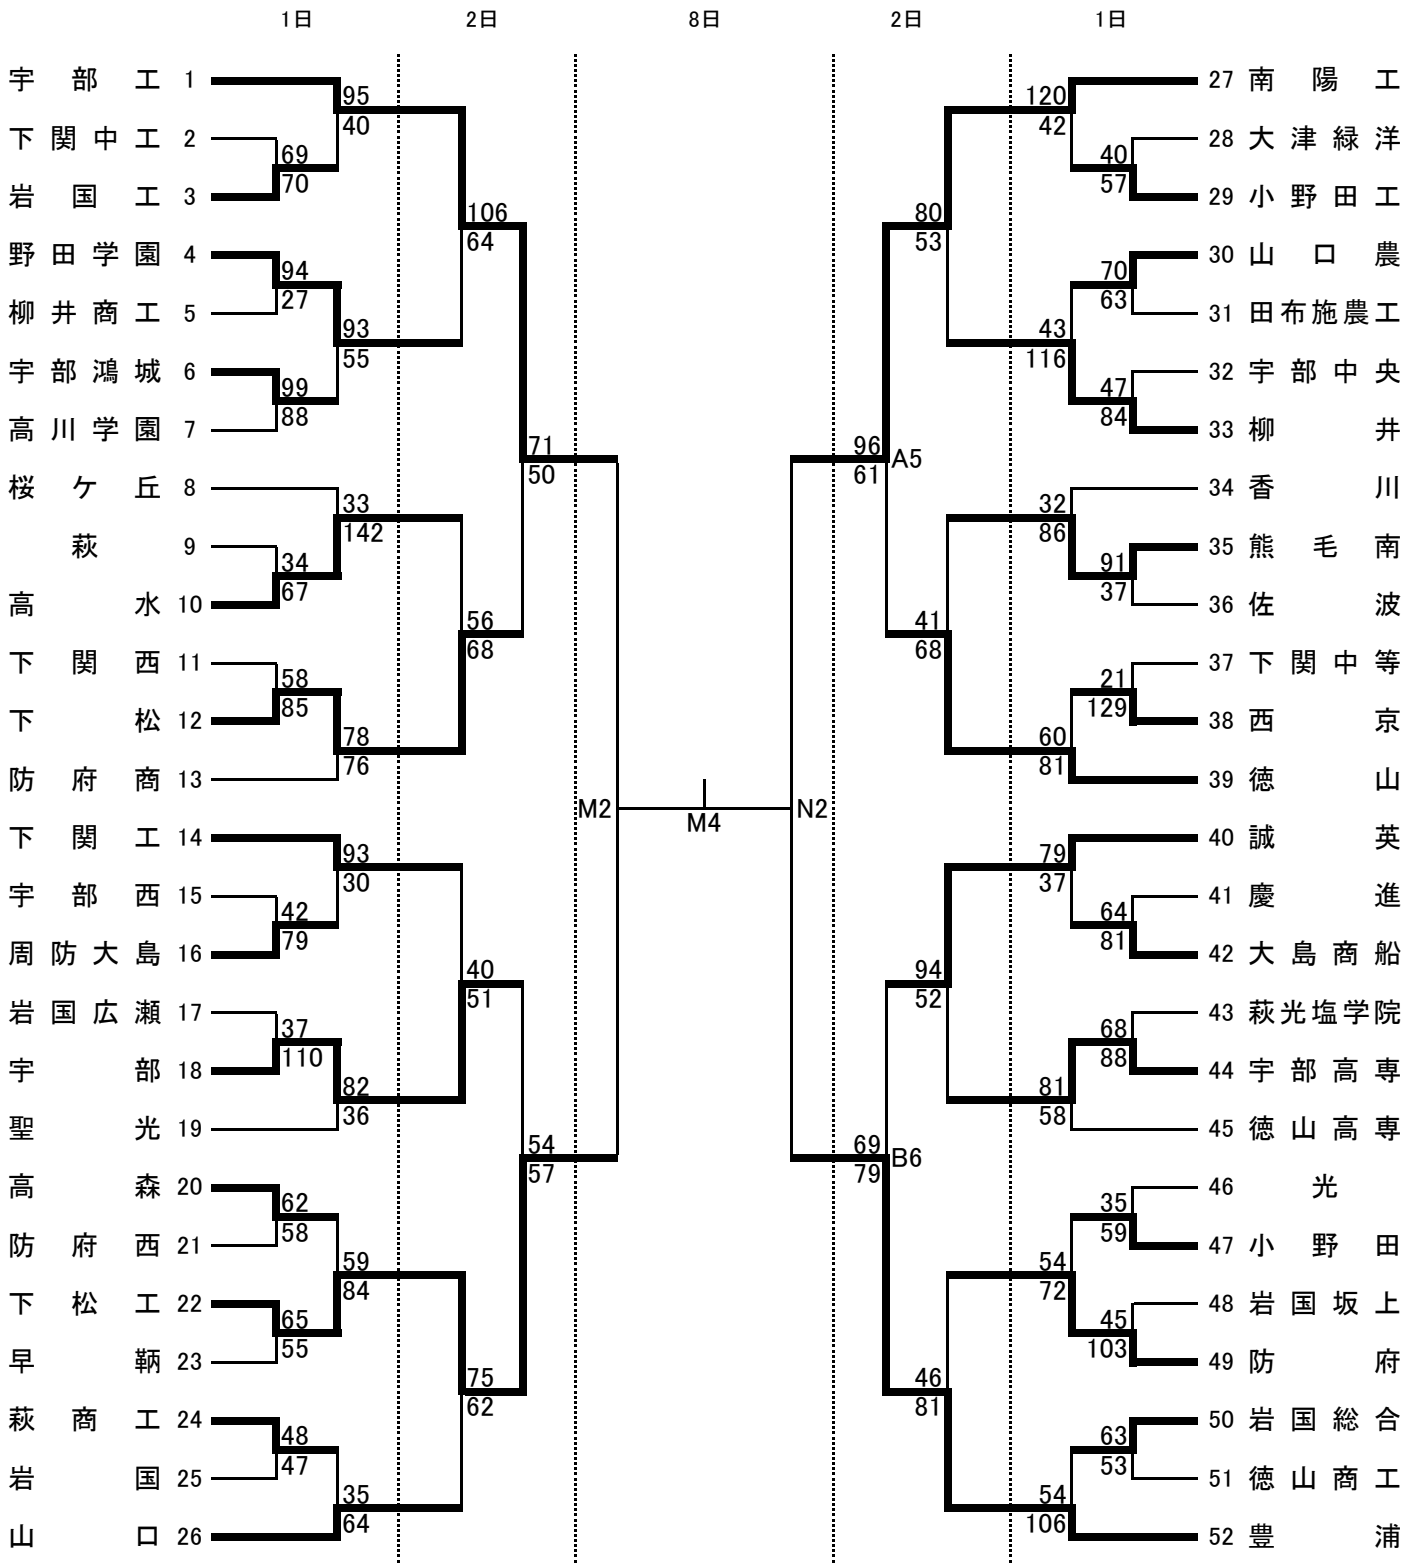 1日 2日 8日 2日 1日
宇部工 1
下関中工 2
岩国工 3
野田学園 4
柳井商工 5
宇部鴻城 6
高川学園 7
桜ケ丘 8
萩 9
高水 10
下関西 11
下松 12
防府商 13
下関工 14
宇部西 15
周防大島 16
岩国広瀬 17
宇部 18
聖光 19
高森 20
防府西 21
下松工 22
早鞆 23
萩商工 24
岩国 25
山口 26
69
70
94
27
99
88
34
67
58
85
42
79
37
110
62
58
65
55
48
47
95
40
93
55
33
142
78
76
93
30
82
36
59
84
35
64
106
64
56
68
40
51
75
62
71
50
54
57
M2
M4
N2
96
61
A5
69
79
B6
80
53
41
68
94
52
46
81
120
42
43
116
32
86
60
81
79
37
81
58
54
72
54
106
40
57
70
63
47
84
91
37
21
129
64
81
68
88
35
59
45
103
63
53
27 南陽工
28 大津緑洋
29 小野田工
30 山口農
31 田布施農工
32 宇部中央
33 柳井
34 香川
35 熊毛南
36 佐波
37 下関中等
38 西京
39 徳山
40 誠英
41 慶進
42 大島商船
43 萩光塩学院
44 宇部高専
45 徳山高専
46 光
47 小野田
48 岩国坂上
49 防府
50 岩国総合
51 徳山商工
52 豊浦